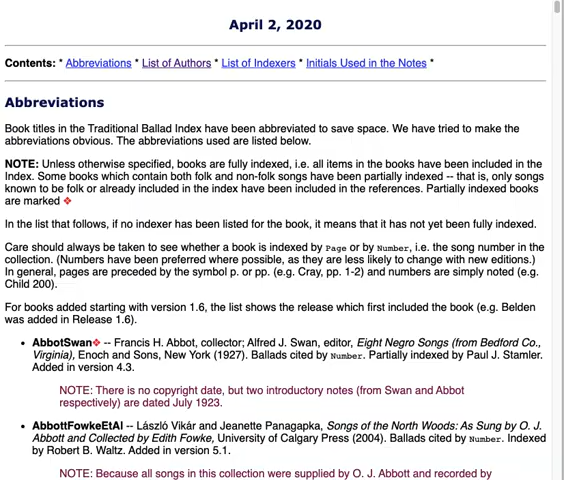 April 2, 2020
Contents: * Abbreviations * List of Authors * List of Indexers * Initials Used in the Notes *
Abbreviations
Book titles in the Traditional Ballad Index have been abbreviated to save space. We have tried to make the
abbreviations obvious. The abbreviations used are listed below.
NOTE: Unless otherwise specified, books are fully indexed, i.e. all items in the books have been included in the
Index. Some books which contain both folk and non-folk songs have been partially indexed -- that is, only songs
known to be folk or already included in the index have been included in the references. Partially indexed books
are marked ❖
In the list that follows, if no indexer has been listed for the book, it means that it has not yet been fully indexed.
Care should always be taken to see whether a book is indexed by Page or by Number, i.e. the song number in the
collection. (Numbers have been preferred where possible, as they are less likely to change with new editions.)
In general, pages are preceded by the symbol p. or pp. (e.g. Cray, pp. 1-2) and numbers are simply noted (e.g.
Child 200).
For books added starting with version 1.6, the list shows the release which first included the book (e.g. Belden
was added in Release 1.6).
• AbbotSwan❖ -- Francis H. Abbot, collector; Alfred J. Swan, editor, Eight Negro Songs (from Bedford Co.,
Virginia), Enoch and Sons, New York (1927). Ballads cited by Number. Partially indexed by Paul J. Stamler.
Added in version 4.3.
NOTE: There is no copyright date, but two introductory notes (from Swan and Abbot
respectively) are dated July 1923.
• AbbottFowkeEtAl -- László Vikár and Jeanette Panagapka, Songs of the North Woods: As Sung by O. J.
Abbott and Collected by Edith Fowke, University of Calgary Press (2004). Ballads cited by Number. Indexed
by Robert B. Waltz. Added in version 5.1.
NOTE: Because all songs in this collection were supplied by O. J. Abbott and recorded by